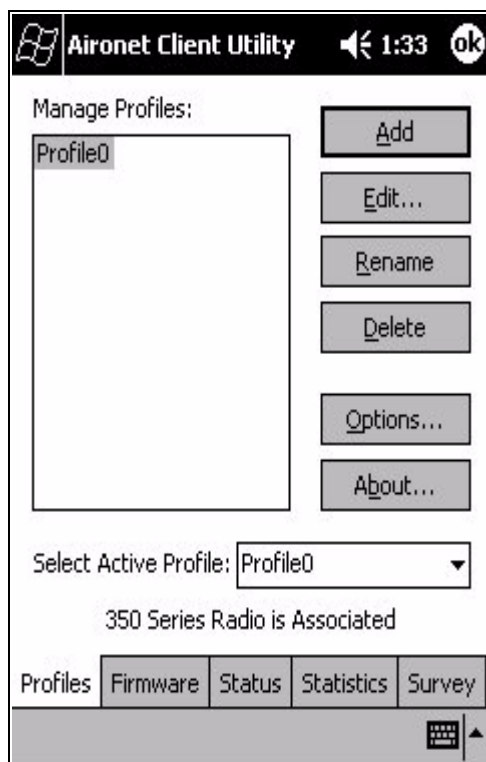 Aironet Client Utility 1:33 ok
Manage Profiles:
Profile0
Add
Edit...
Rename
Delete
Options...
About...
Select Active Profile: Profile0
350 Series Radio is Associated
Profiles Firmware Status Statistics Survey